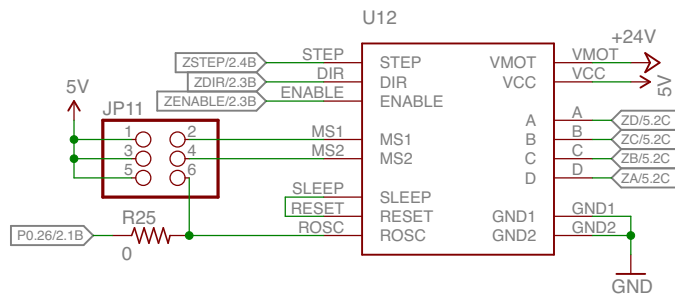 U12
+24V
ZSTEP/2.4B STEP STEP VMOT VMOT
ZDIR/2.3B DIR DIR VCC VCC 5V
ZENABLE/2.3B ENABLE ENABLE
5V
JP11
A A ZD/5.2C
1 2 MS1 MS1 B B ZC/5.2C
3 4 MS2 MS2 C C ZB/5.2C
5 6 D D ZA/5.2C
SLEEP SLEEP
RESET RESET GND1 GND1
R25
P0.26/2.1B ROSC ROSC GND2 GND2
0
GND